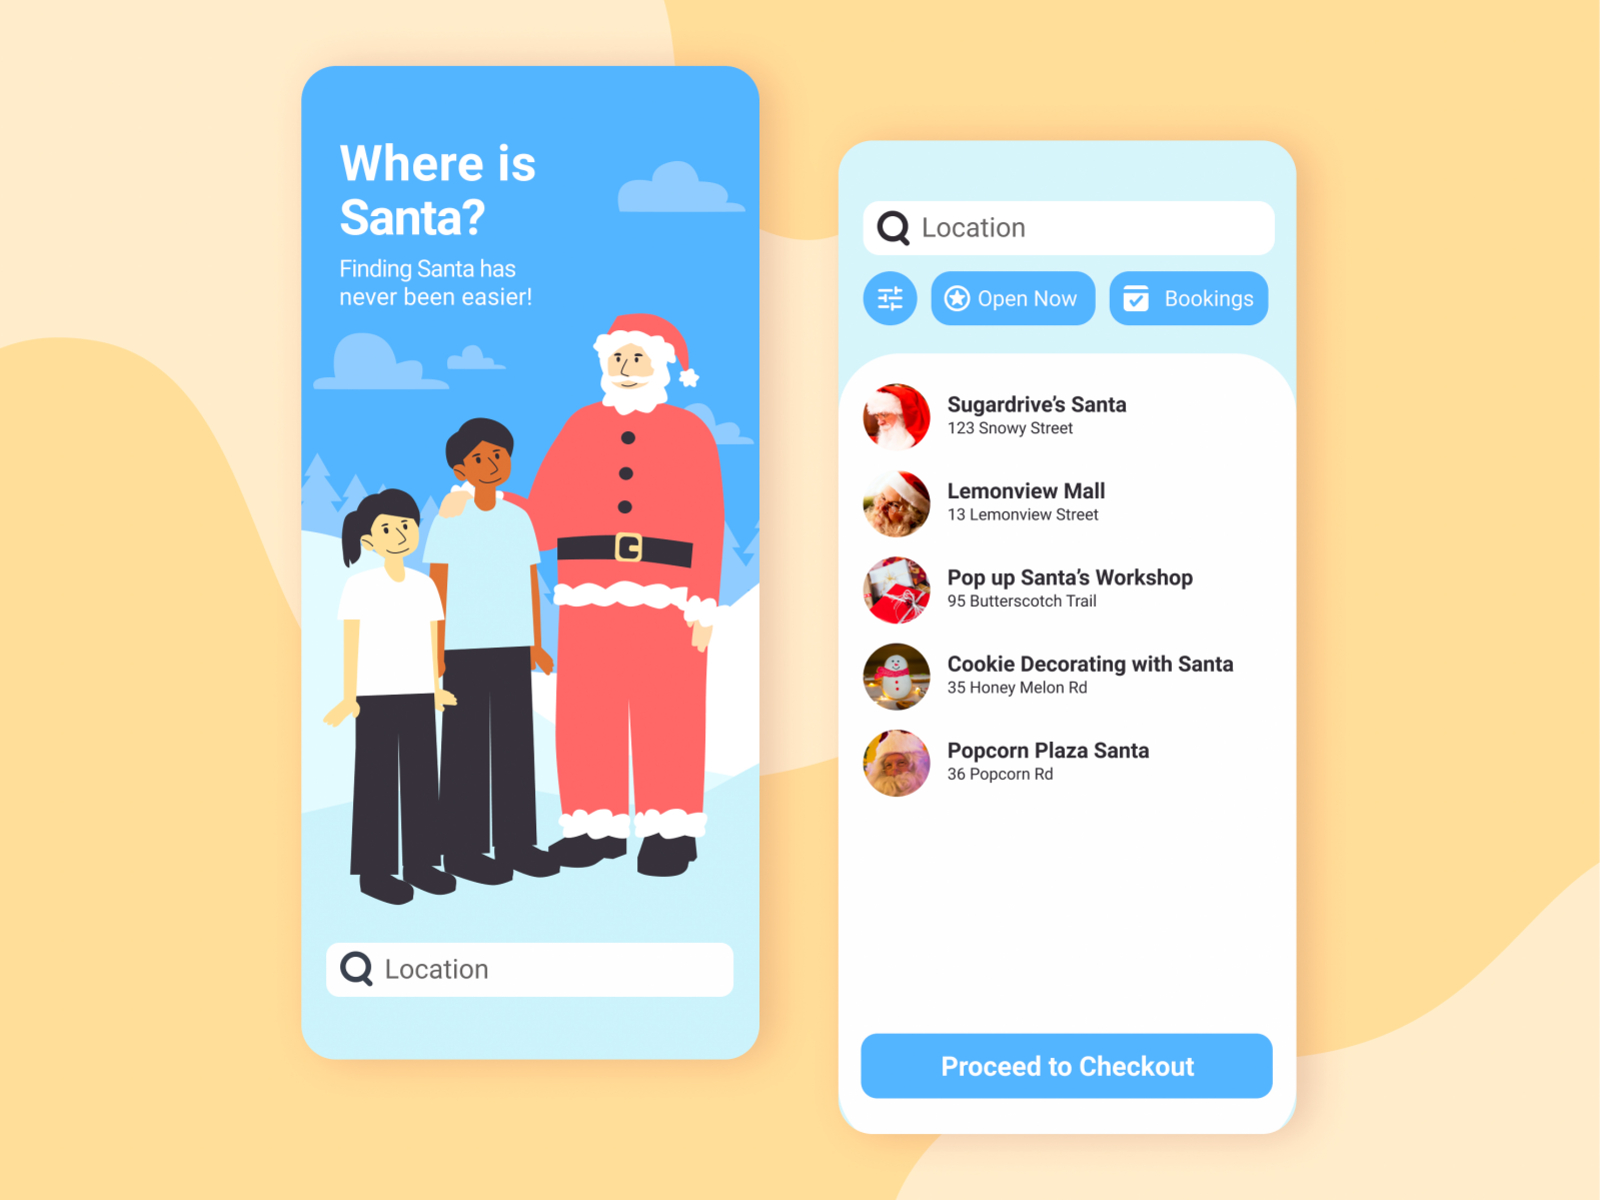 Where is
Santa?
Finding Santa has
never been easier!
Location
Location
Open Now
Bookings
Sugardrive’s Santa
123 Snowy Street
Lemonview Mall
13 Lemonview Street
Pop up Santa’s Workshop
95 Butterscotch Trail
Cookie Decorating with Santa
35 Honey Melon Rd
Popcorn Plaza Santa
36 Popcorn Rd
Proceed to Checkout